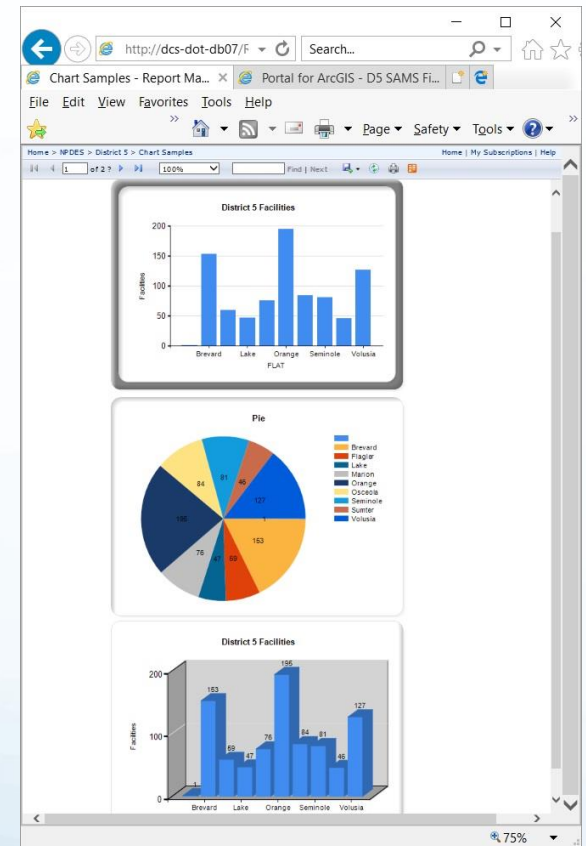 http://dcs-dot-db07/F
Search...
Chart Samples - Report Ma... Portal for ArcGIS - D5 SAMS Fi...
File Edit View Favorites Tools Help
Page Safety Tools
Home > NPDES > District 5 > Chart Samples Home | My Subscriptions | Help
1 of 2 ? 100% Find | Next
District 5 Facilities
200
150
100
50
0
Facilities
Brevard Lake Orange Seminole Volusia
FLAT
Pie
Brevard
Flagler
Lake
Marion
Orange
Osceola
Seminole
Sumter
Volusia
84 81 46
127
195 1
153
76 47 59
District 5 Facilities
200
100
0
Facilities
1 153 59 47 76 195 84 81 46 127
Brevard Lake Orange Seminole Volusia
75%